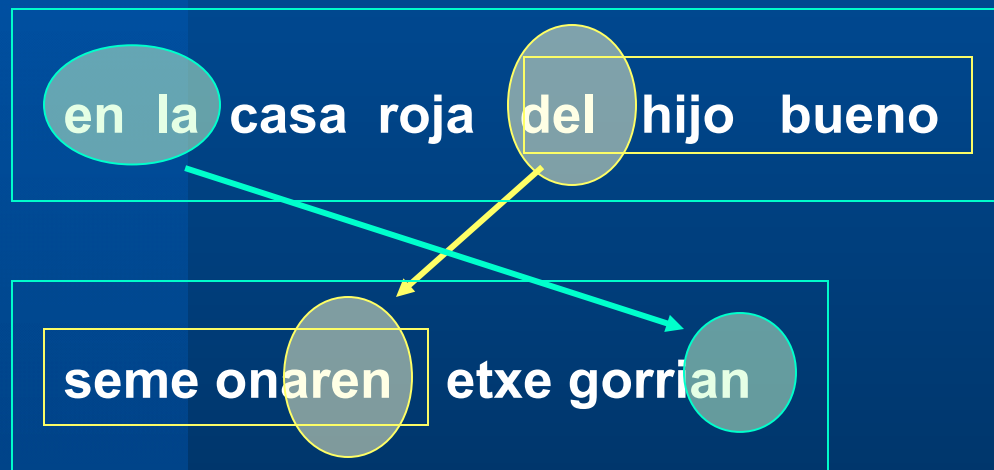 en la casa roja del hijo bueno
seme onaren etxe gorrian